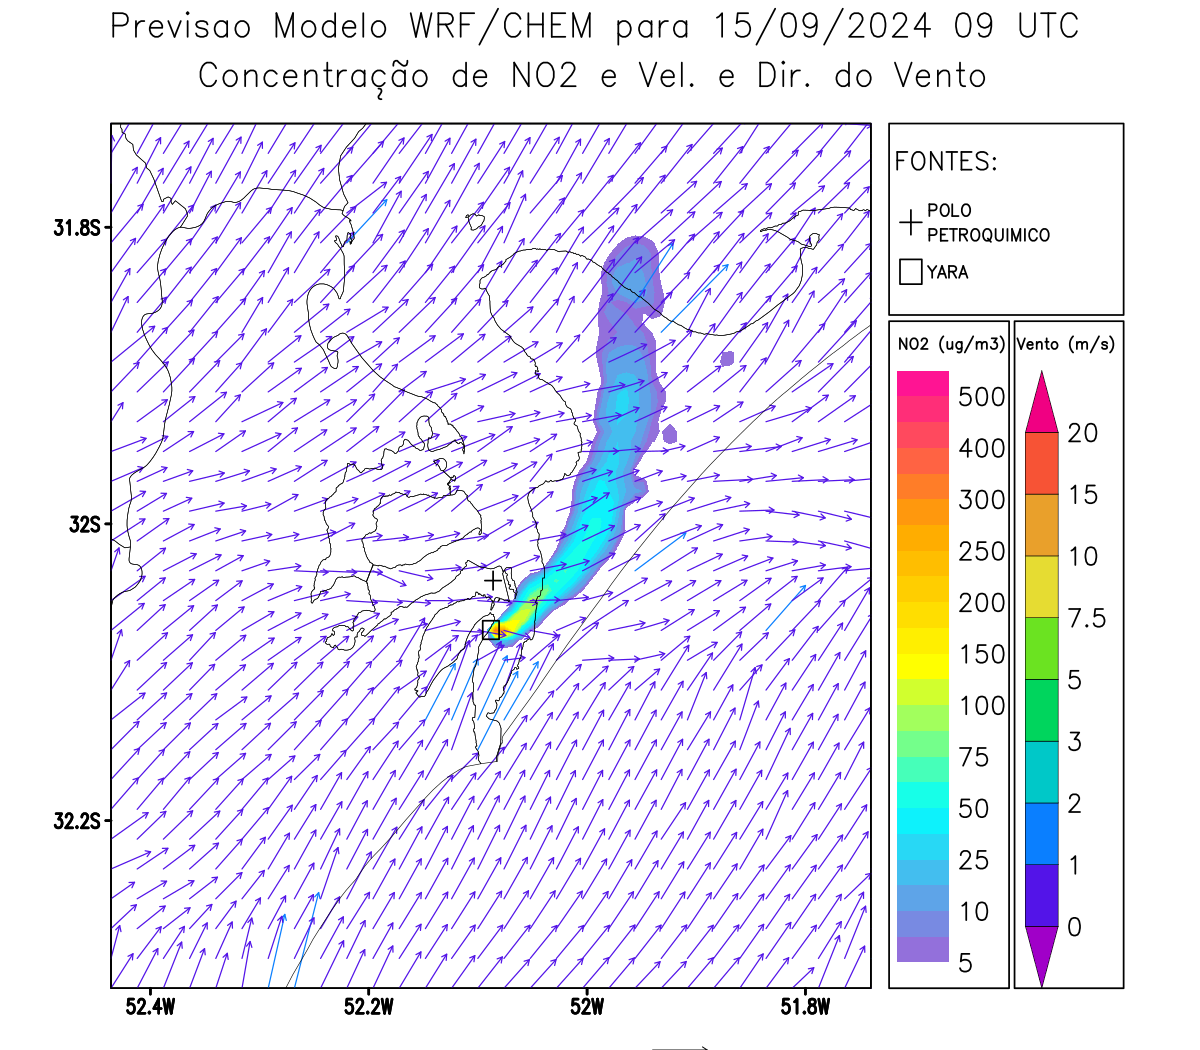 Previsao Modelo WRF/CHEM para 15/09/2024 09 UTC
Concentração de NO2 e Vel. e Dir. do Vento
FONTES:
POLO
PETROQUIMICO
YARA
NO2 (ug/m3)
500
400
300
250
200
150
100
75
50
25
10
5
Vento (m/s)
20
15
10
7.5
5
3
2
1
0
31.8S
32S
32.2S
52.4W
52.2W
52W
51.8W